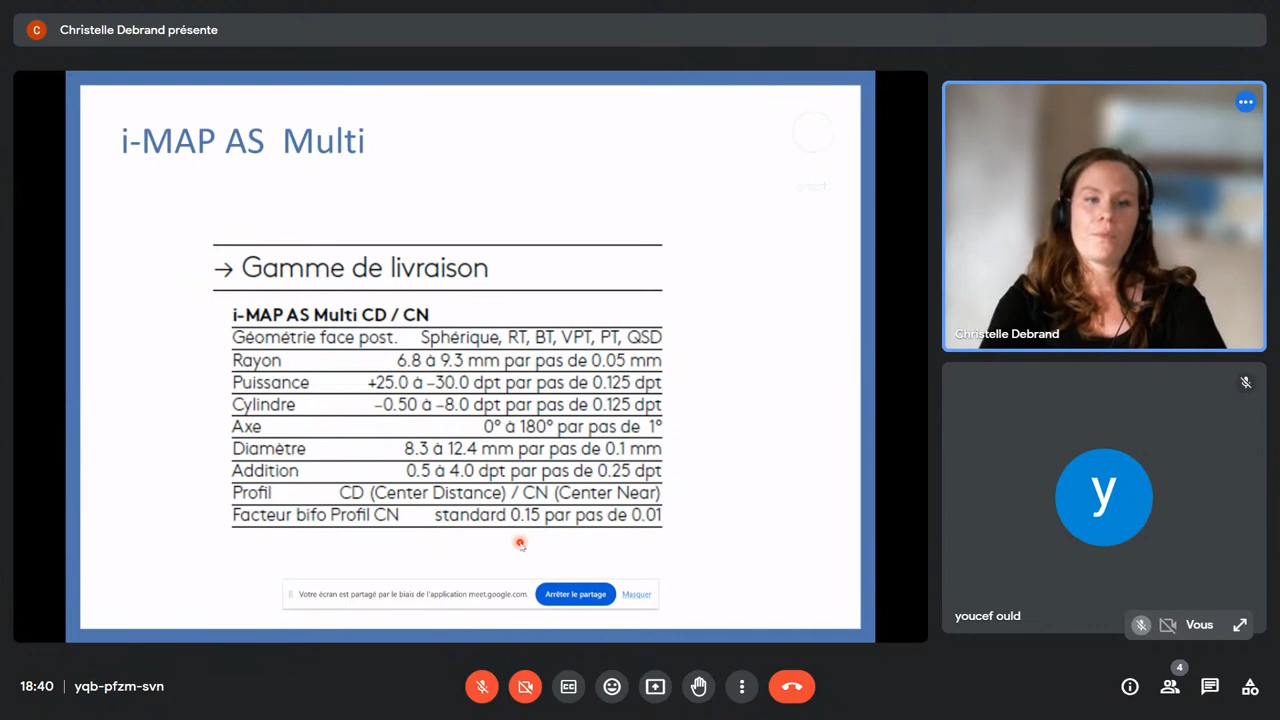 C Christelle Debrand présente
i-MAP AS Multi
→ Gamme de livraison
i-MAP AS Multi CD / CN
Géométrie face post. Sphérique, RT, BT, VPT, PT, QSD
Rayon 6.8 à 9.3 mm par pas de 0.05 mm
Puissance +25.0 à –30.0 dpt par pas de 0.125 dpt
Cylindre –0.50 à –8.0 dpt par pas de 0.125 dpt
Axe 0° à 180° par pas de 1°
Diamètre 8.3 à 12.4 mm par pas de 0.1 mm
Addition 0.5 à 4.0 dpt par pas de 0.25 dpt
Profil CD (Center Distance) / CN (Center Near)
Facteur bifo Profil CN standard 0.15 par pas de 0.01
Votre écran est partagé par le biais de l'application meet.google.com. Arrêter le partage Masquer
Christelle Debrand
y
youcef ould
Vous
18:40 | yqb-pfzm-svn
4